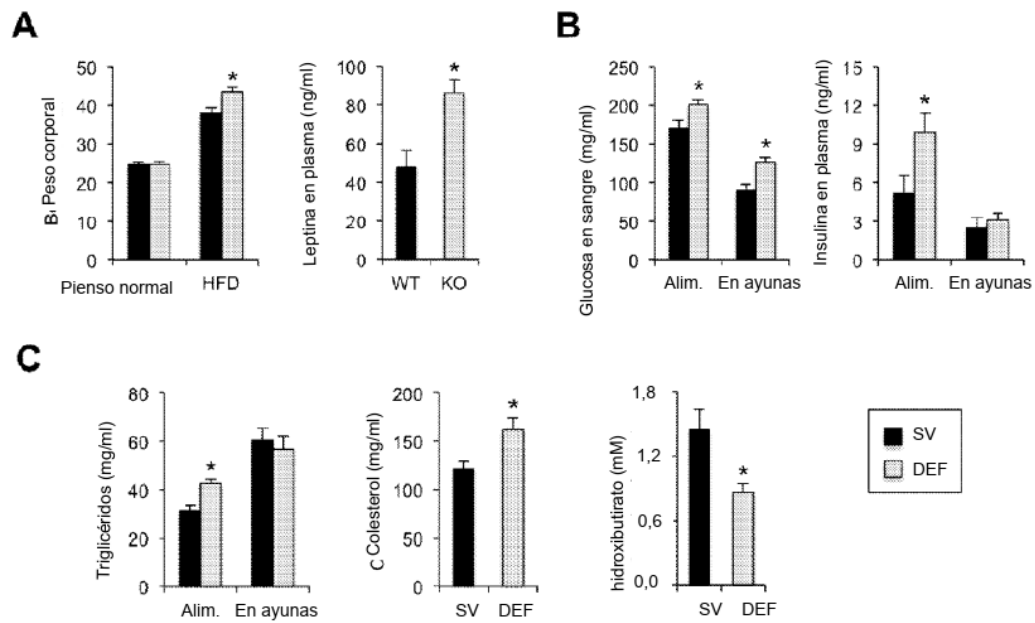 A
Bᵢ Peso corporal
50
40
30
20
10
0
*
Pienso normal
HFD
Leptina en plasma (ng/ml)
100
80
60
40
20
0
*
WT
KO
B
Glucosa en sangre (mg/ml)
250
200
150
100
50
0
*
*
Alim.
En ayunas
Insulina en plasma (ng/ml)
15
12
9
6
3
0
*
Alim.
En ayunas
C
Triglicéridos (mg/ml)
80
60
40
20
0
*
Alim.
En ayunas
C Colesterol (mg/ml)
200
150
100
50
0
*
SV
DEF
hidroxibutirato (mM)
1,8
1,2
0,6
0,0
*
SV
DEF
SV
DEF